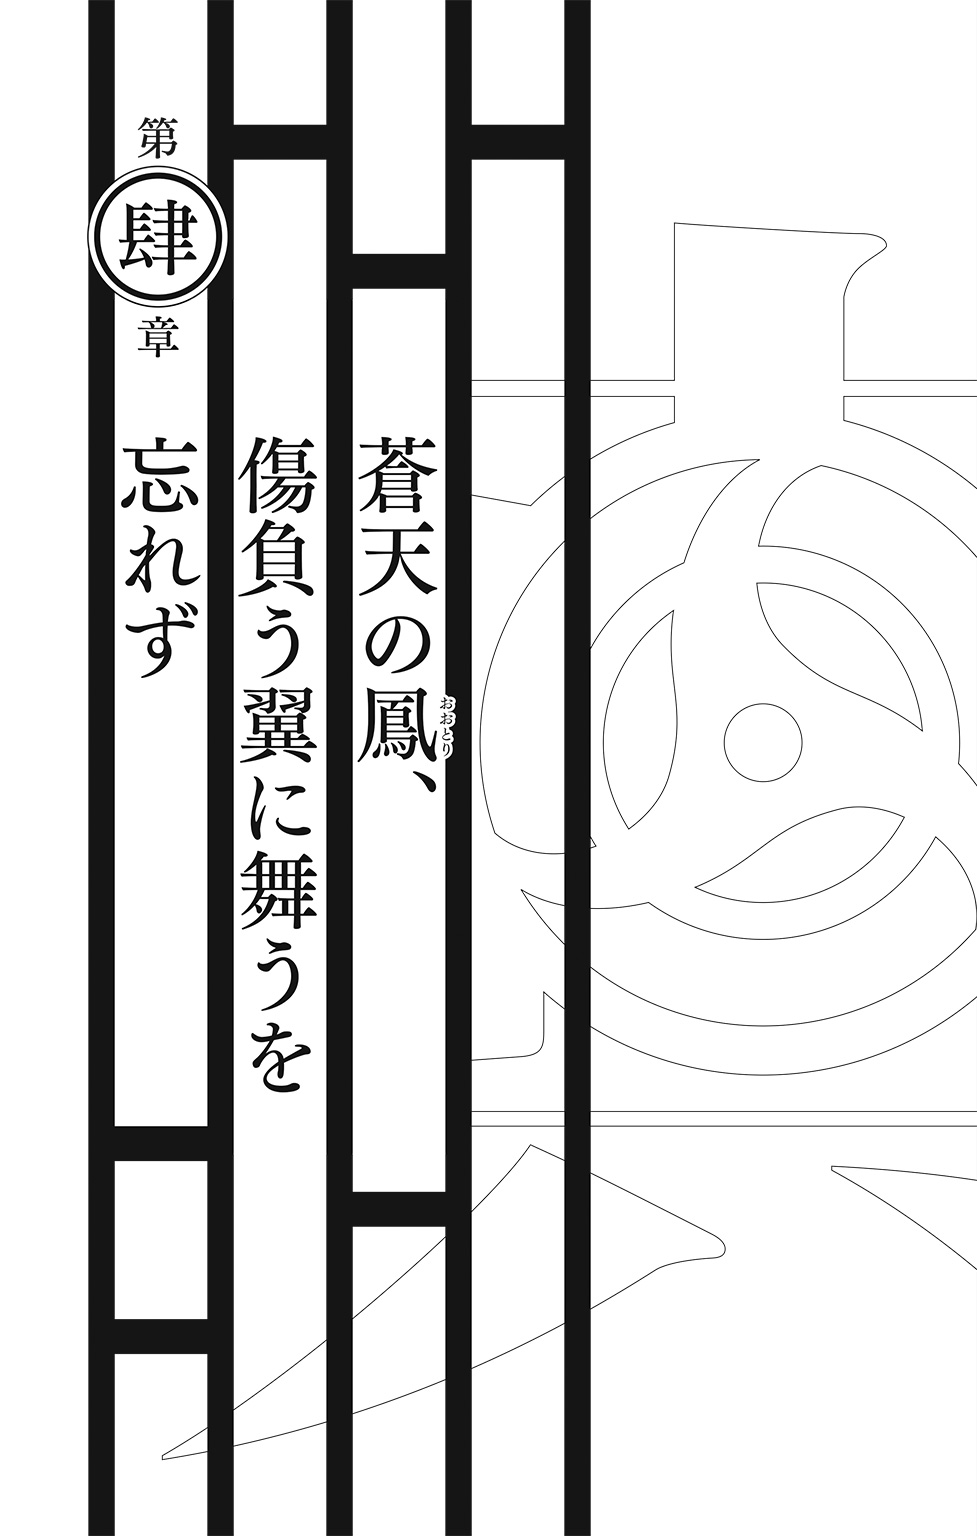 蒼天の鳳、
おおとり
傷負う翼に舞うを
第肆章
忘れず